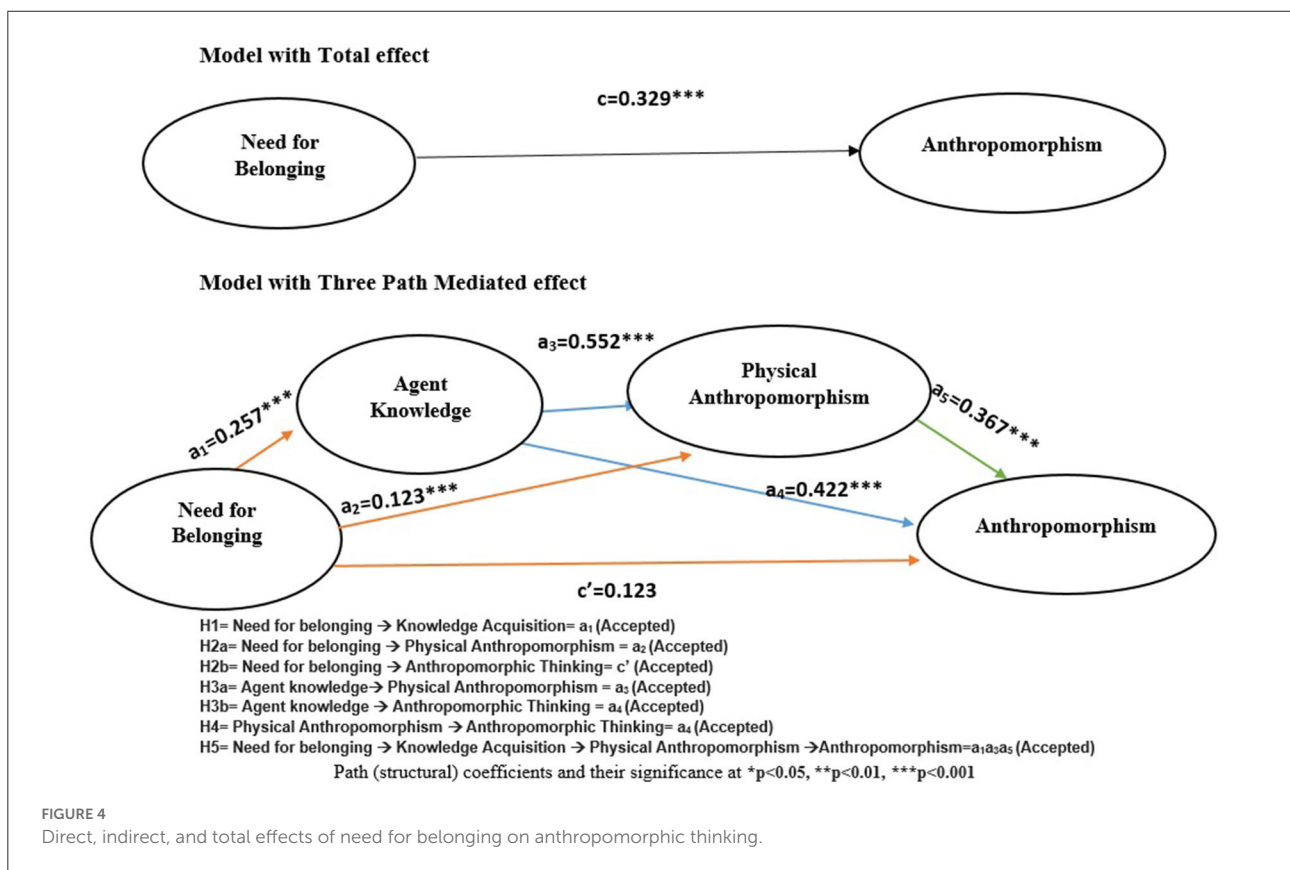 Model with Total effect
c=0.329***
Need for
Belonging
Anthropomorphism
Model with Three Path Mediated effect
a₃=0.552***
Agent
Knowledge
Physical
Anthropomorphism
a₁=0.257***
a₅=0.367***
a₂=0.123***
a₄=0.422***
Need for
Belonging
Anthropomorphism
c’=0.123
H1= Need for belonging → Knowledge Acquisition= a₁ (Accepted)
H2a= Need for belonging → Physical Anthropomorphism = a₂ (Accepted)
H2b= Need for belonging → Anthropomorphic Thinking= c’ (Accepted)
H3a= Agent knowledge→ Physical Anthropomorphism = a₃ (Accepted)
H3b= Agent knowledge → Anthropomorphic Thinking = a₄ (Accepted)
H4= Physical Anthropomorphism → Anthropomorphic Thinking= a₄ (Accepted)
H5= Need for belonging → Knowledge Acquisition → Physical Anthropomorphism →Anthropomorphism=a₁a₃a₅ (Accepted)
Path (structural) coefficients and their significance at *p<0.05, **p<0.01, ***p<0.001
FIGURE 4
Direct, indirect, and total effects of need for belonging on anthropomorphic thinking.